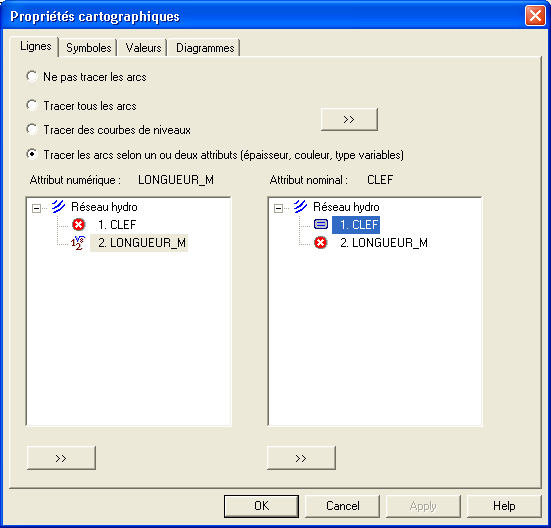 Propriétés cartographiques
Lignes Symboles Valeurs Diagrammes
Ne pas tracer les arcs
Tracer tous les arcs
>>
Tracer des courbes de niveaux
Tracer les arcs selon un ou deux attributs (épaisseur, couleur, type variables)
Attribut numérique : LONGUEUR_M Attribut nominal : CLEF
Réseau hydro
1. CLEF
2. LONGUEUR_M
Réseau hydro
1. CLEF
2. LONGUEUR_M
>> >>
OK Cancel Apply Help